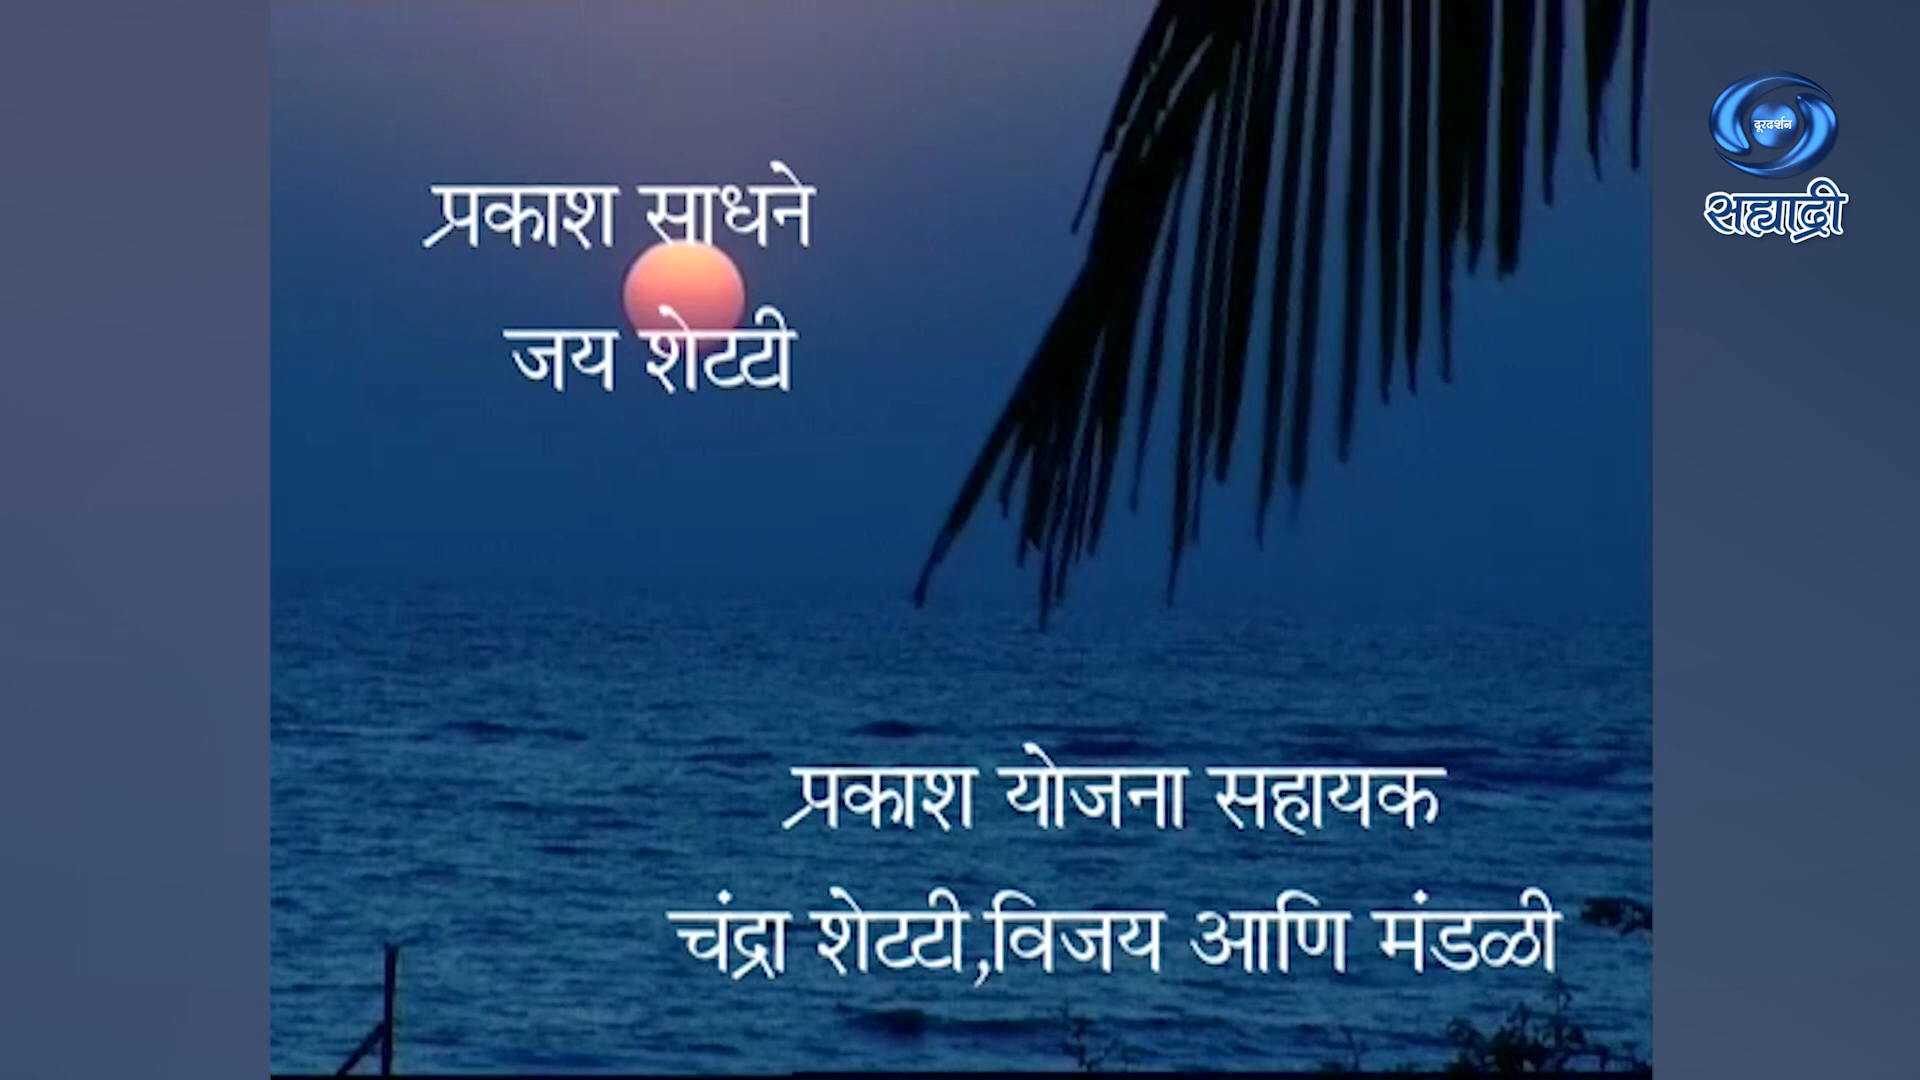 प्रकाश साधने
जय शेट्टी
प्रकाश योजना सहायक
चंद्रा शेट्टी,विजय आणि मंडळी
दूरदर्शन
सह्याद्री